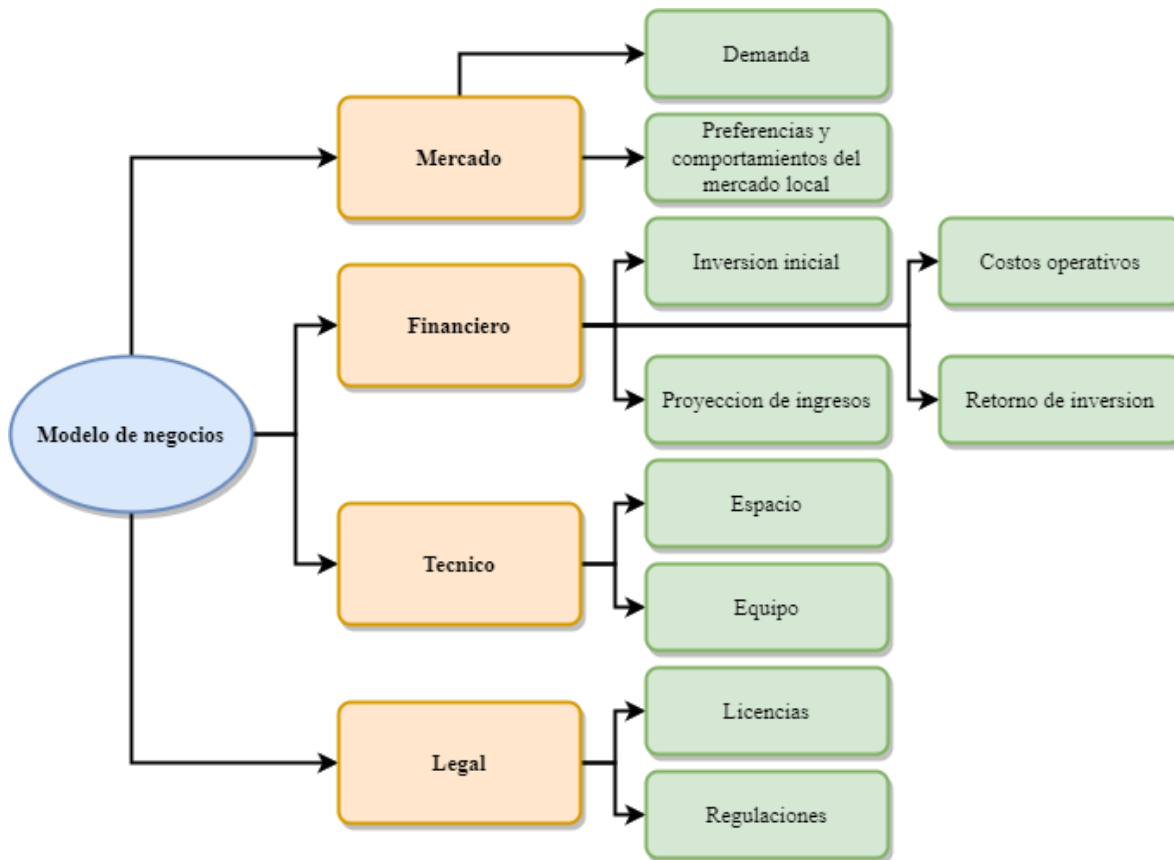 Demanda
Mercado
Preferencias y
comportamientos del
mercado local
Inversion inicial
Costos operativos
Financiero
Proyeccion de ingresos
Retorno de inversion
Modelo de negocios
Espacio
Tecnico
Equipo
Licencias
Legal
Regulaciones